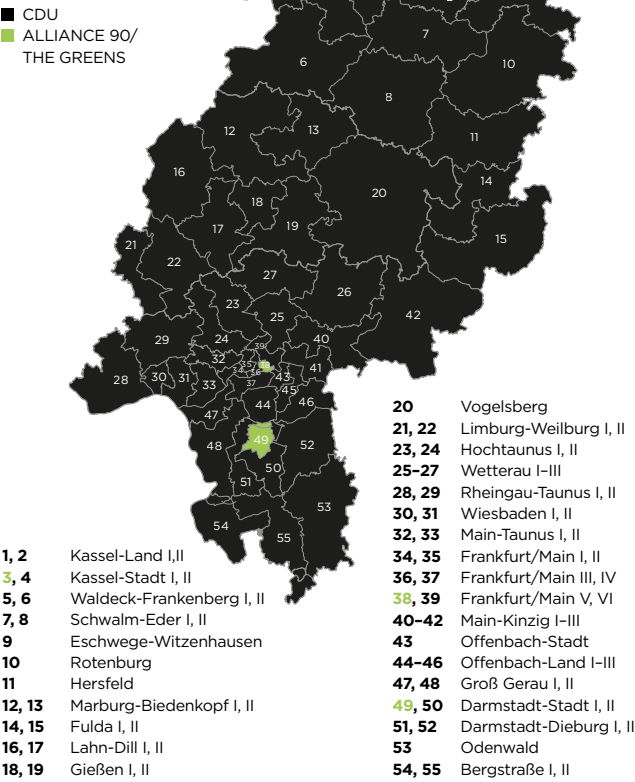 CDU
ALLIANCE 90/
THE GREENS
7
6
10
8
12
13
11
16
14
20
18
17
19
15
21
22
27
26
23
25
42
29
24
40
39
32
35
38
34
36
41
28
30
31
33
37
43
45
44
46
47
49
48
52
50
51
53
54
55
1, 2 Kassel-Land I,II
3, 4 Kassel-Stadt I, II
5, 6 Waldeck-Frankenberg I, II
7, 8 Schwalm-Eder I, II
9 Eschwege-Witzenhausen
10 Rotenburg
11 Hersfeld
12, 13 Marburg-Biedenkopf I, II
14, 15 Fulda I, II
16, 17 Lahn-Dill I, II
18, 19 Gießen I, II
20 Vogelsberg
21, 22 Limburg-Weilburg I, II
23, 24 Hochtaunus I, II
25–27 Wetterau I–III
28, 29 Rheingau-Taunus I, II
30, 31 Wiesbaden I, II
32, 33 Main-Taunus I, II
34, 35 Frankfurt/Main I, II
36, 37 Frankfurt/Main III, IV
38, 39 Frankfurt/Main V, VI
40–42 Main-Kinzig I–III
43 Offenbach-Stadt
44–46 Offenbach-Land I–III
47, 48 Groß Gerau I, II
49, 50 Darmstadt-Stadt I, II
51, 52 Darmstadt-Dieburg I, II
53 Odenwald
54, 55 Bergstraße I, II